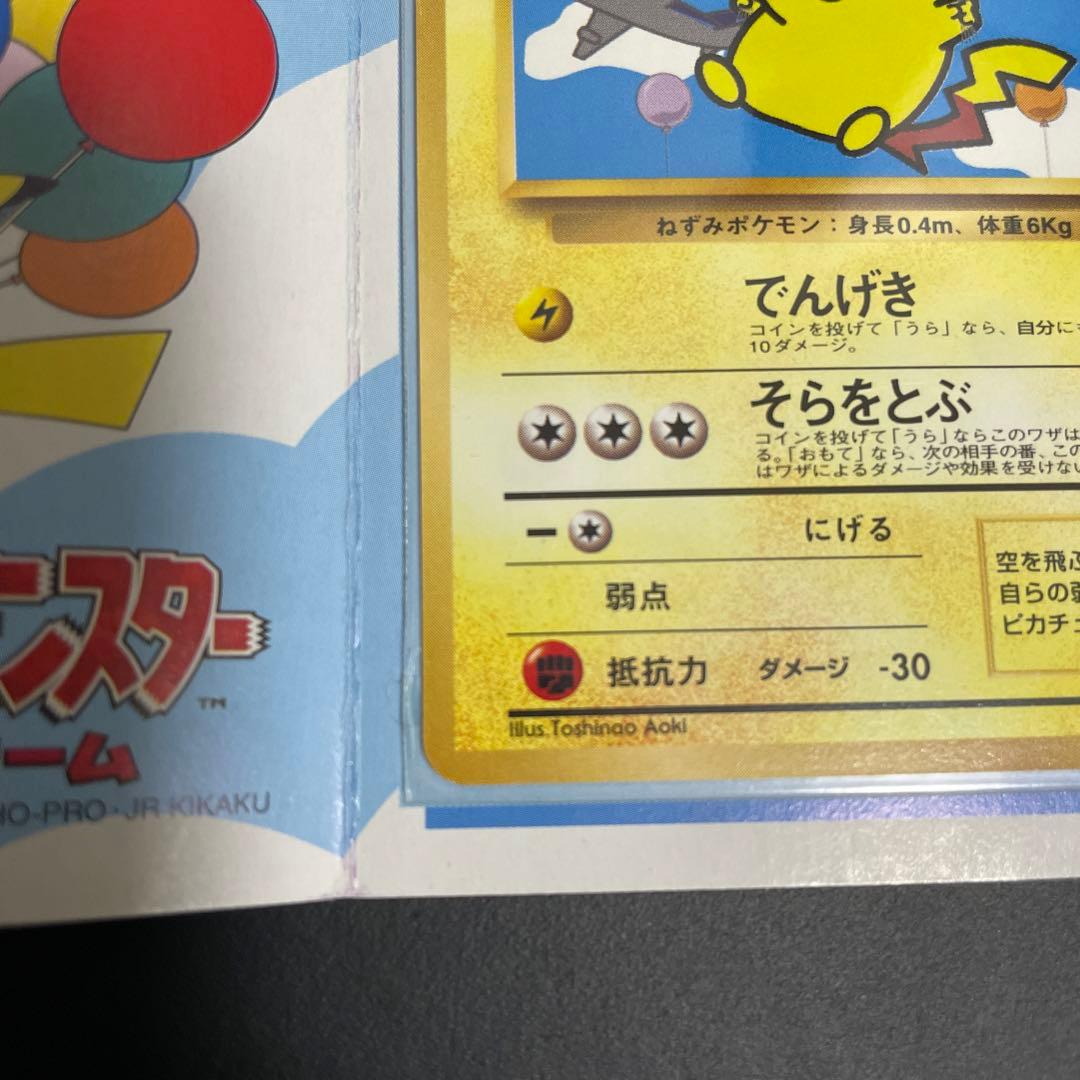 ンスター
TM
ーム
HO-PRO・JR KIKAKU
ねずみポケモン：身長0.4m、体重6Kg
でんげき
コインを投げて「うら」なら、自分に
10ダメージ。
そらをとぶ
コインを投げて「うら」ならこのワザは
る。「おもて」なら、次の相手の番、この
はワザによるダメージや効果を受けない
にげる
空を飛ぶ
自らの弱
ピカチュ
弱点
抵抗力 ダメージ -30
Illus.Toshinao Aoki